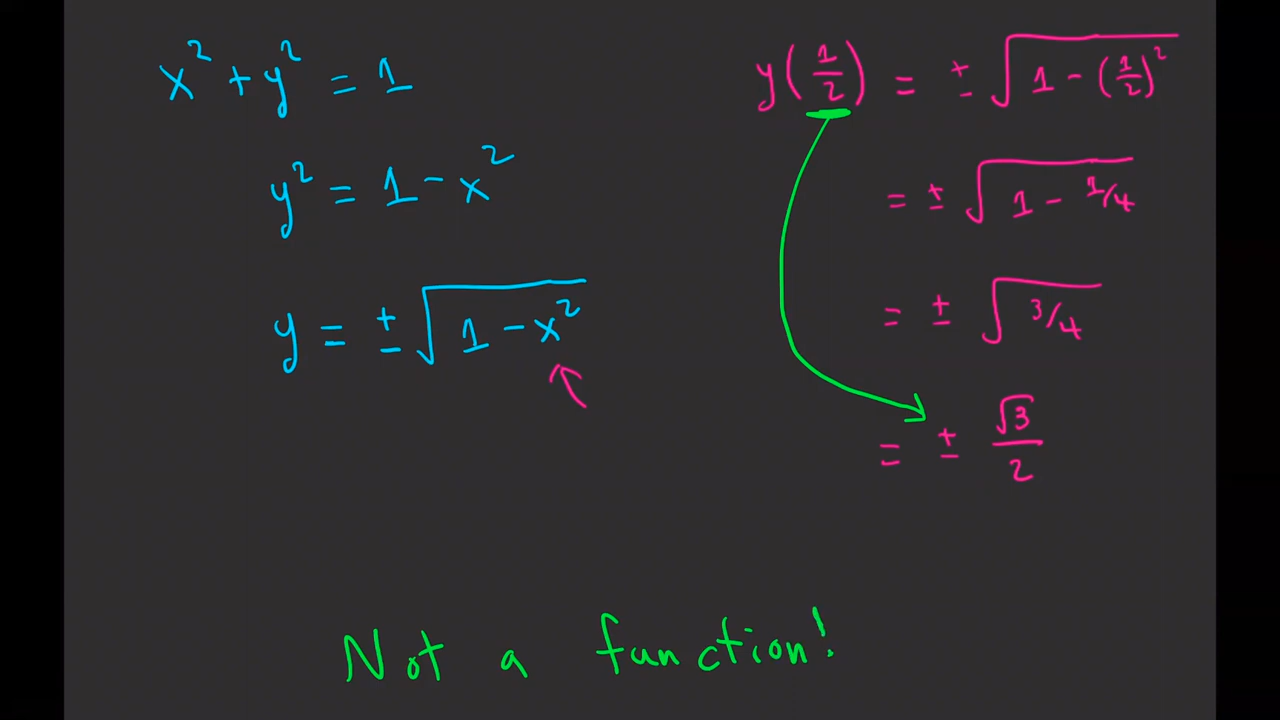 x² + y² = 1
y² = 1 - x²
y = ± √(1 - x²)
y(1/2) = ± √(1 - (1/2)²)
= ± √(1 - 1/4)
= ± √(3/4)
= ± √3/2
Not a function!